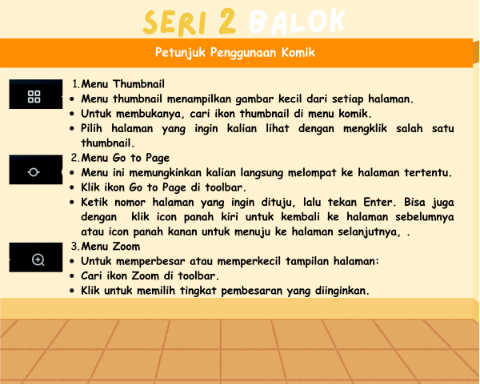 SERI 2 BALOK
Petunjuk Penggunaan Komik
1. Menu Thumbnail
• Menu thumbnail menampilkan gambar kecil dari setiap halaman.
• Untuk membukanya, cari ikon thumbnail di menu komik.
• Pilih halaman yang ingin kalian lihat dengan mengklik salah satu
thumbnail.
2. Menu Go to Page
• Menu ini memungkinkan kalian langsung melompat ke halaman tertentu.
• Klik ikon Go to Page di toolbar.
• Ketik nomor halaman yang ingin dituju, lalu tekan Enter. Bisa juga
dengan klik icon panah kiri untuk kembali ke halaman sebelumnya
atau icon panah kanan untuk menuju ke halaman selanjutnya, .
3. Menu Zoom
• Untuk memperbesar atau memperkecil tampilan halaman:
• Cari ikon Zoom di toolbar.
• Klik untuk memilih tingkat pembesaran yang diinginkan.